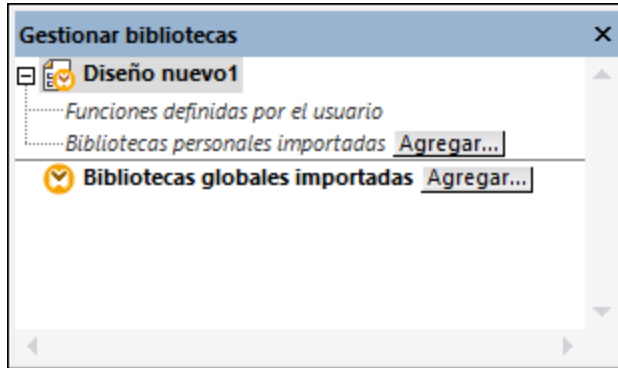 Gestionar bibliotecas
Diseño nuevo1
Funciones definidas por el usuario
Bibliotecas personales importadas Agregar...
Bibliotecas globales importadas Agregar...